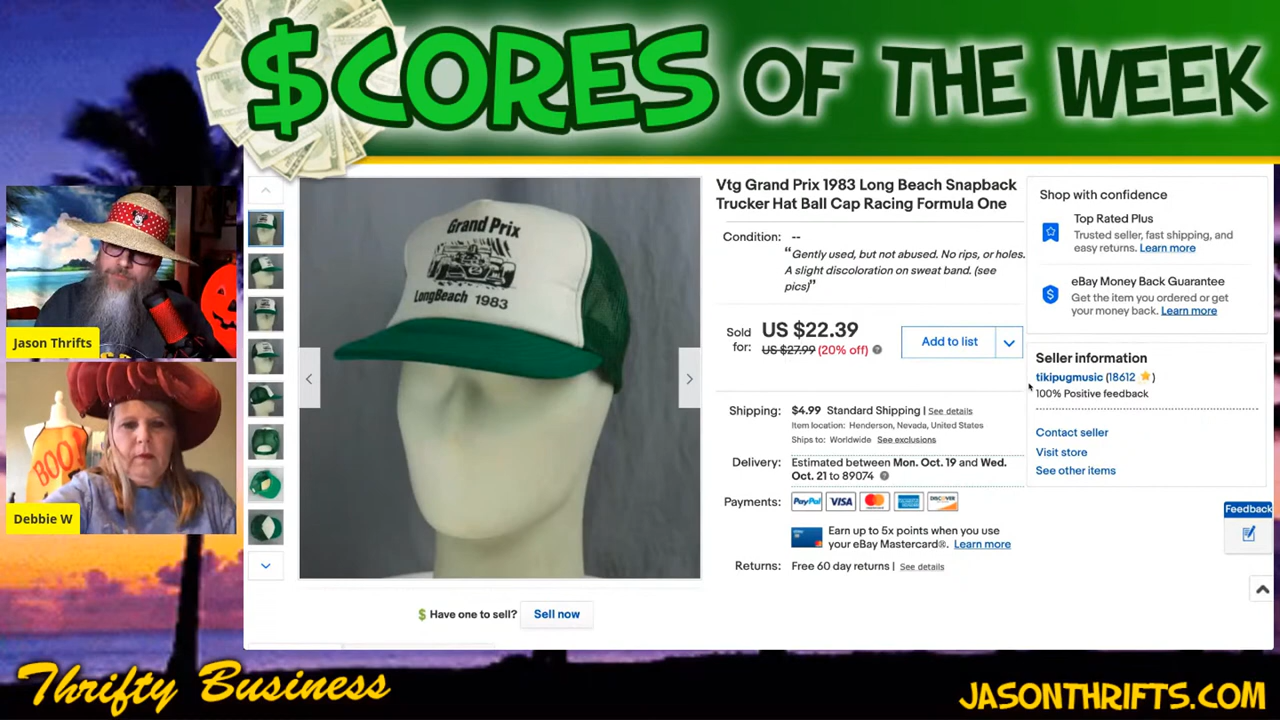 $CORES OF THE WEEK
Vtg Grand Prix 1983 Long Beach Snapback
Trucker Hat Ball Cap Racing Formula One
Condition: --
“Gently used, but not abused. No rips, or holes.
A slight discoloration on sweat band. (see
pics)”
Sold for: US $22.39
US $27.99 (20% off)
Add to list
Shipping: $4.99 Standard Shipping | See details
Item location: Henderson, Nevada, United States
Ships to: Worldwide See exclusions
Delivery: Estimated between Mon. Oct. 19 and Wed.
Oct. 21 to 89074
Payments: PayPal VISA
DISCOVER
Earn up to 5x points when you use
your eBay Mastercard®. Learn more
Returns: Free 60 day returns | See details
Shop with confidence
Top Rated Plus
Trusted seller, fast shipping, and
easy returns. Learn more
eBay Money Back Guarantee
Get the item you ordered or get
your money back. Learn more
Seller information
tikipugmusic (18612 )
100% Positive feedback
Contact seller
Visit store
See other items
Feedback
Grand Prix
Long Beach 1983
$ Have one to sell? Sell now
Jason Thrifts
BOO!
Debbie W
Thrifty Business
JASONTHRIFTS.COM